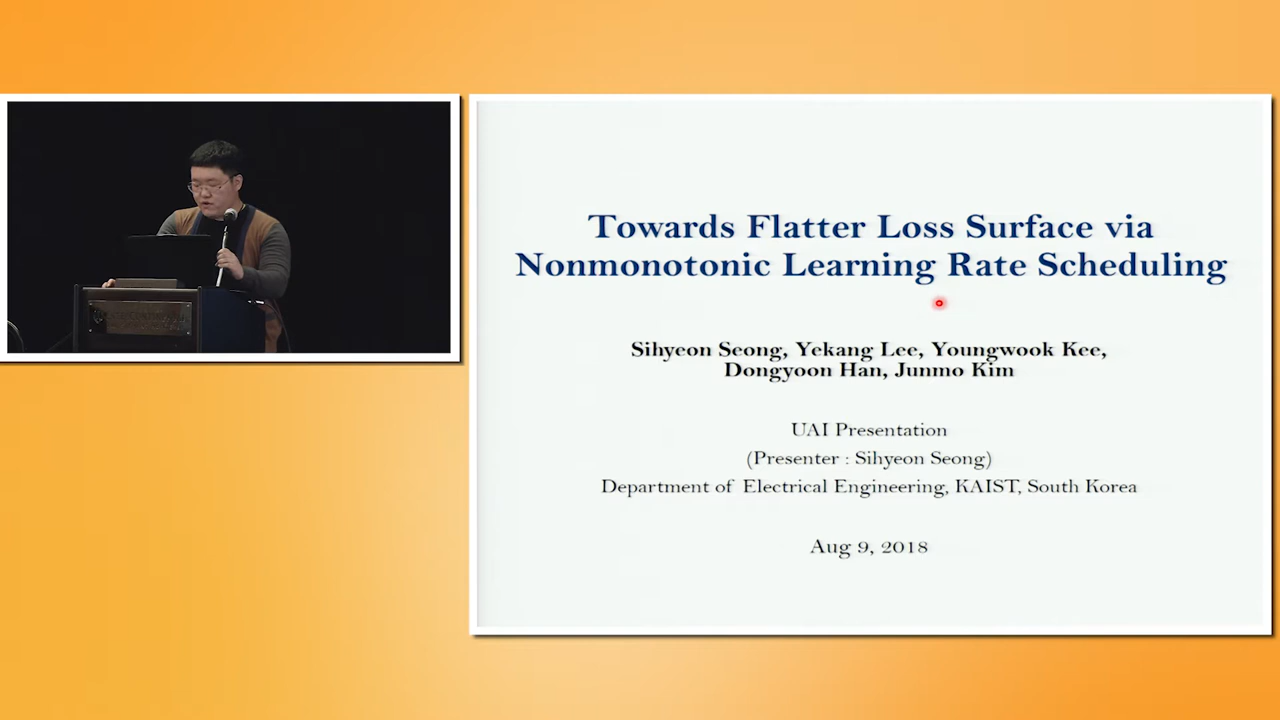 Towards Flatter Loss Surface via
Nonmonotonic Learning Rate Scheduling
Sihyeon Seong, Yekang Lee, Youngwook Kee,
Dongyoon Han, Junmo Kim
UAI Presentation
(Presenter : Sihyeon Seong)
Department of Electrical Engineering, KAIST, South Korea
Aug 9, 2018